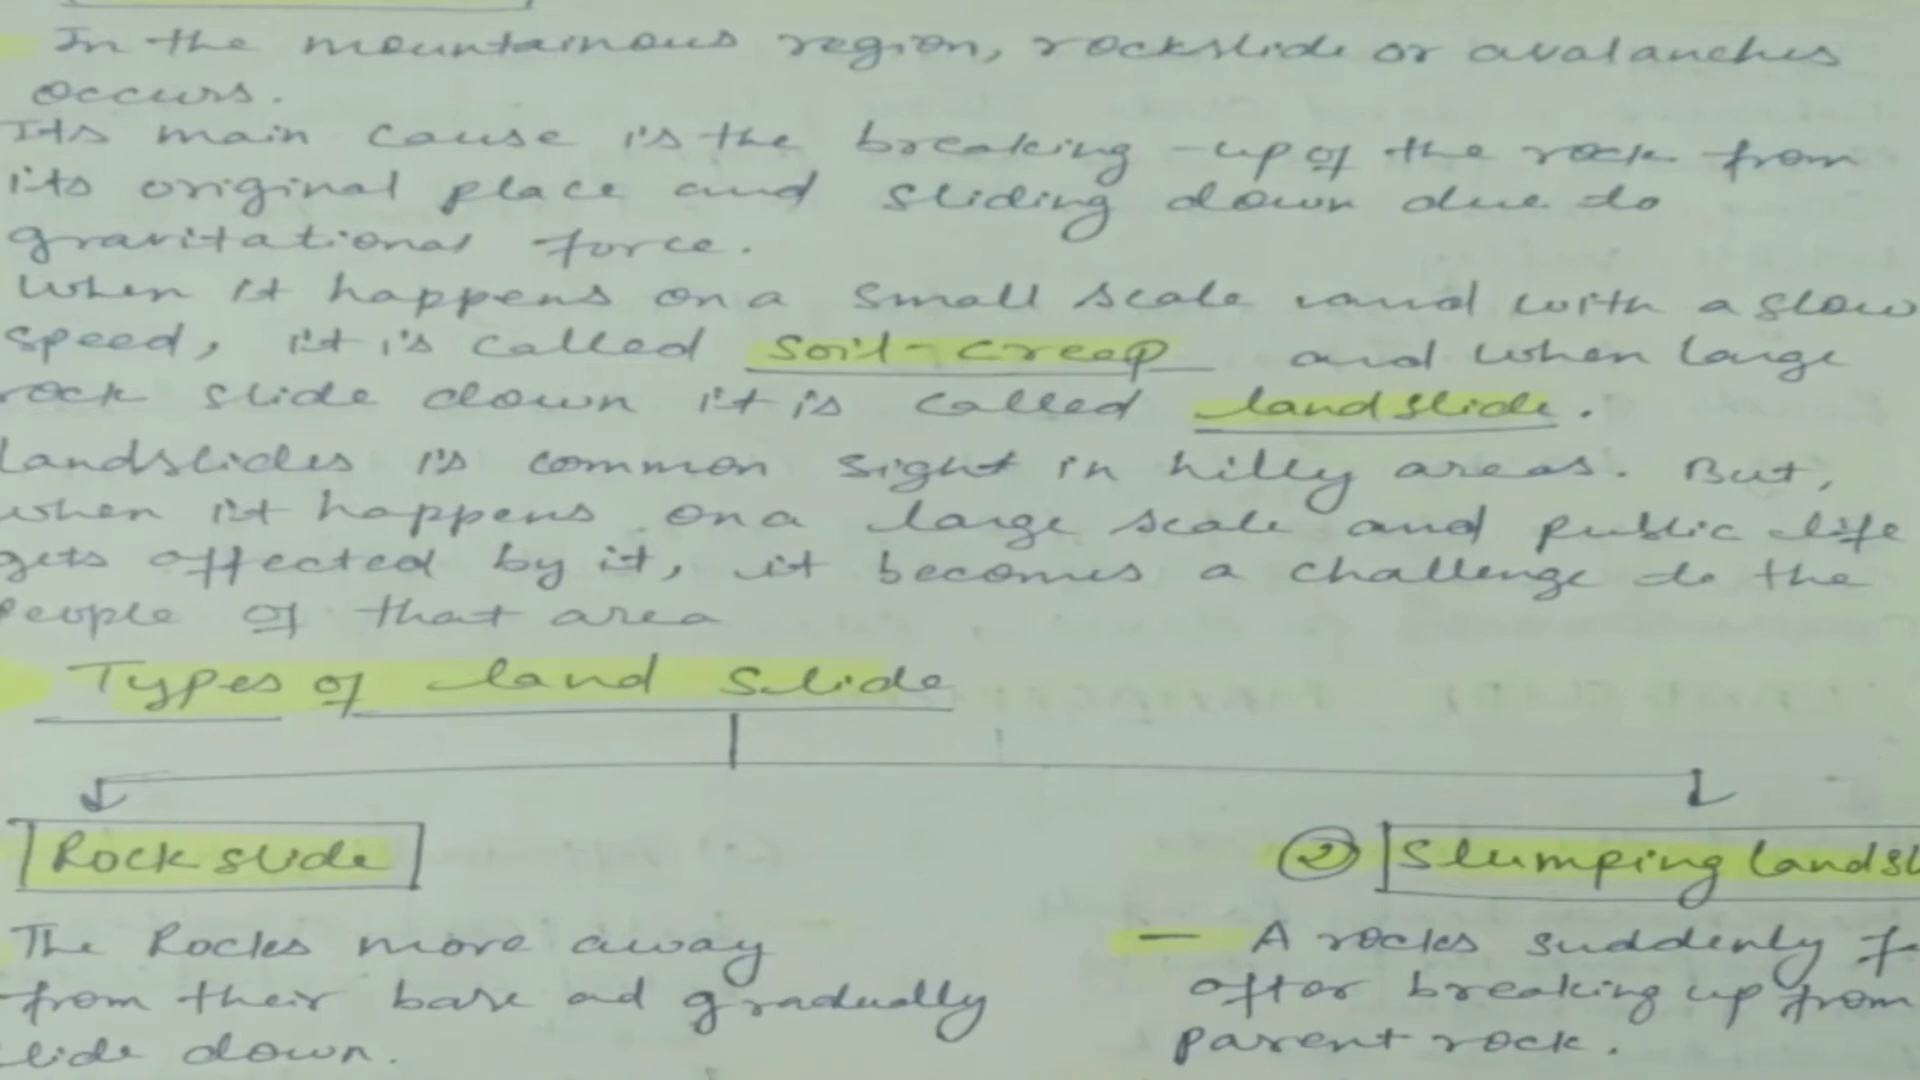 In the mountainous region, rockslide or avalanches
occurs.
Its main cause is the breaking-up of the rock from
its original place and sliding down due to
gravitational force.
When it happens on a small scale and with a slow
speed, it is called soil-creep and when large
rock slide down it is called landslide.
Landslides is common sight in hilly areas. But,
when it happens on a large scale and public life
gets affected by it, it becomes a challenge to the
people of that area
Types of land Slide
Rock slide
② Slumping landsl
The Rocks move away
from their base ad gradually
slide down.
— A rocks suddenly f
after breaking up from
parent rock.